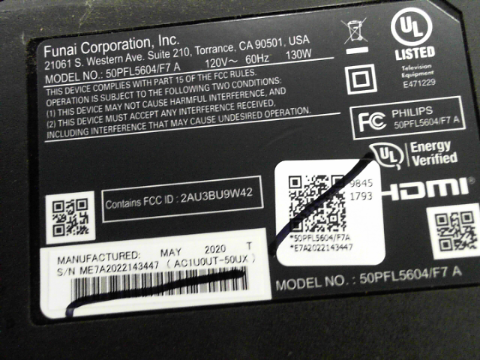 Funai Corporation, Inc.
21061 S. Western Ave. Suite 210, Torrance, CA 90501, USA
MODEL NO.: 50PFL5604/F7 A 120V~ 60Hz 130W
THIS DEVICE COMPLIES WITH PART 15 OF THE FCC RULES.
OPERATION IS SUBJECT TO THE FOLLOWING TWO CONDITIONS:
(1) THIS DEVICE MAY NOT CAUSE HARMFUL INTERFERENCE, AND
(2) THIS DEVICE MUST ACCEPT ANY INTERFERENCE RECEIVED,
INCLUDING INTERFERENCE THAT MAY CAUSE UNDESIRED OPERATION.
UL
LISTED
Television
Equipment
E471229
FC PHILIPS
50PFL5604/F7 A
UL Energy
Verified
HDMI
Contains FCC ID : 2AU3BU9W42
9845
1793
*50PFL5604/F7A
*E7A2022143447
MANUFACTURED: MAY 2020 T
S/N ME7A2022143447 (AC1U0UT-50UX)
MODEL NO.: 50PFL5604/F7 A